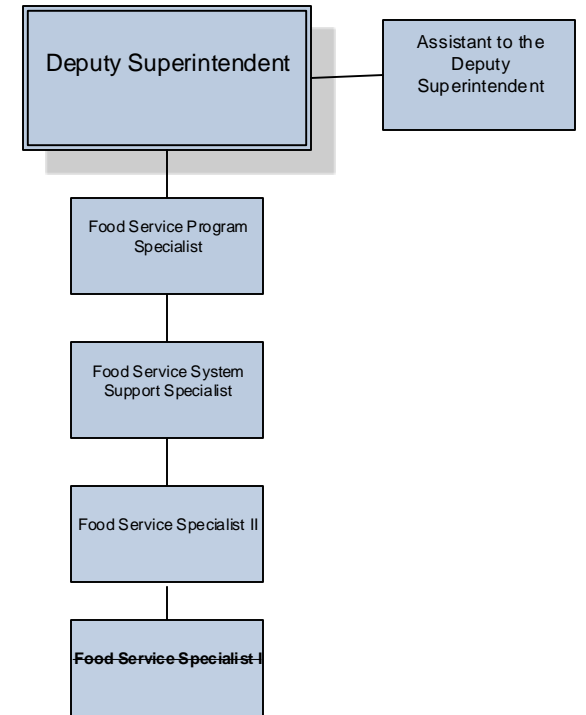 Deputy Superintendent
Assistant to the
Deputy
Superintendent
Food Service Program
Specialist
Food Service System
Support Specialist
Food Service Specialist II
Food Service Specialist I